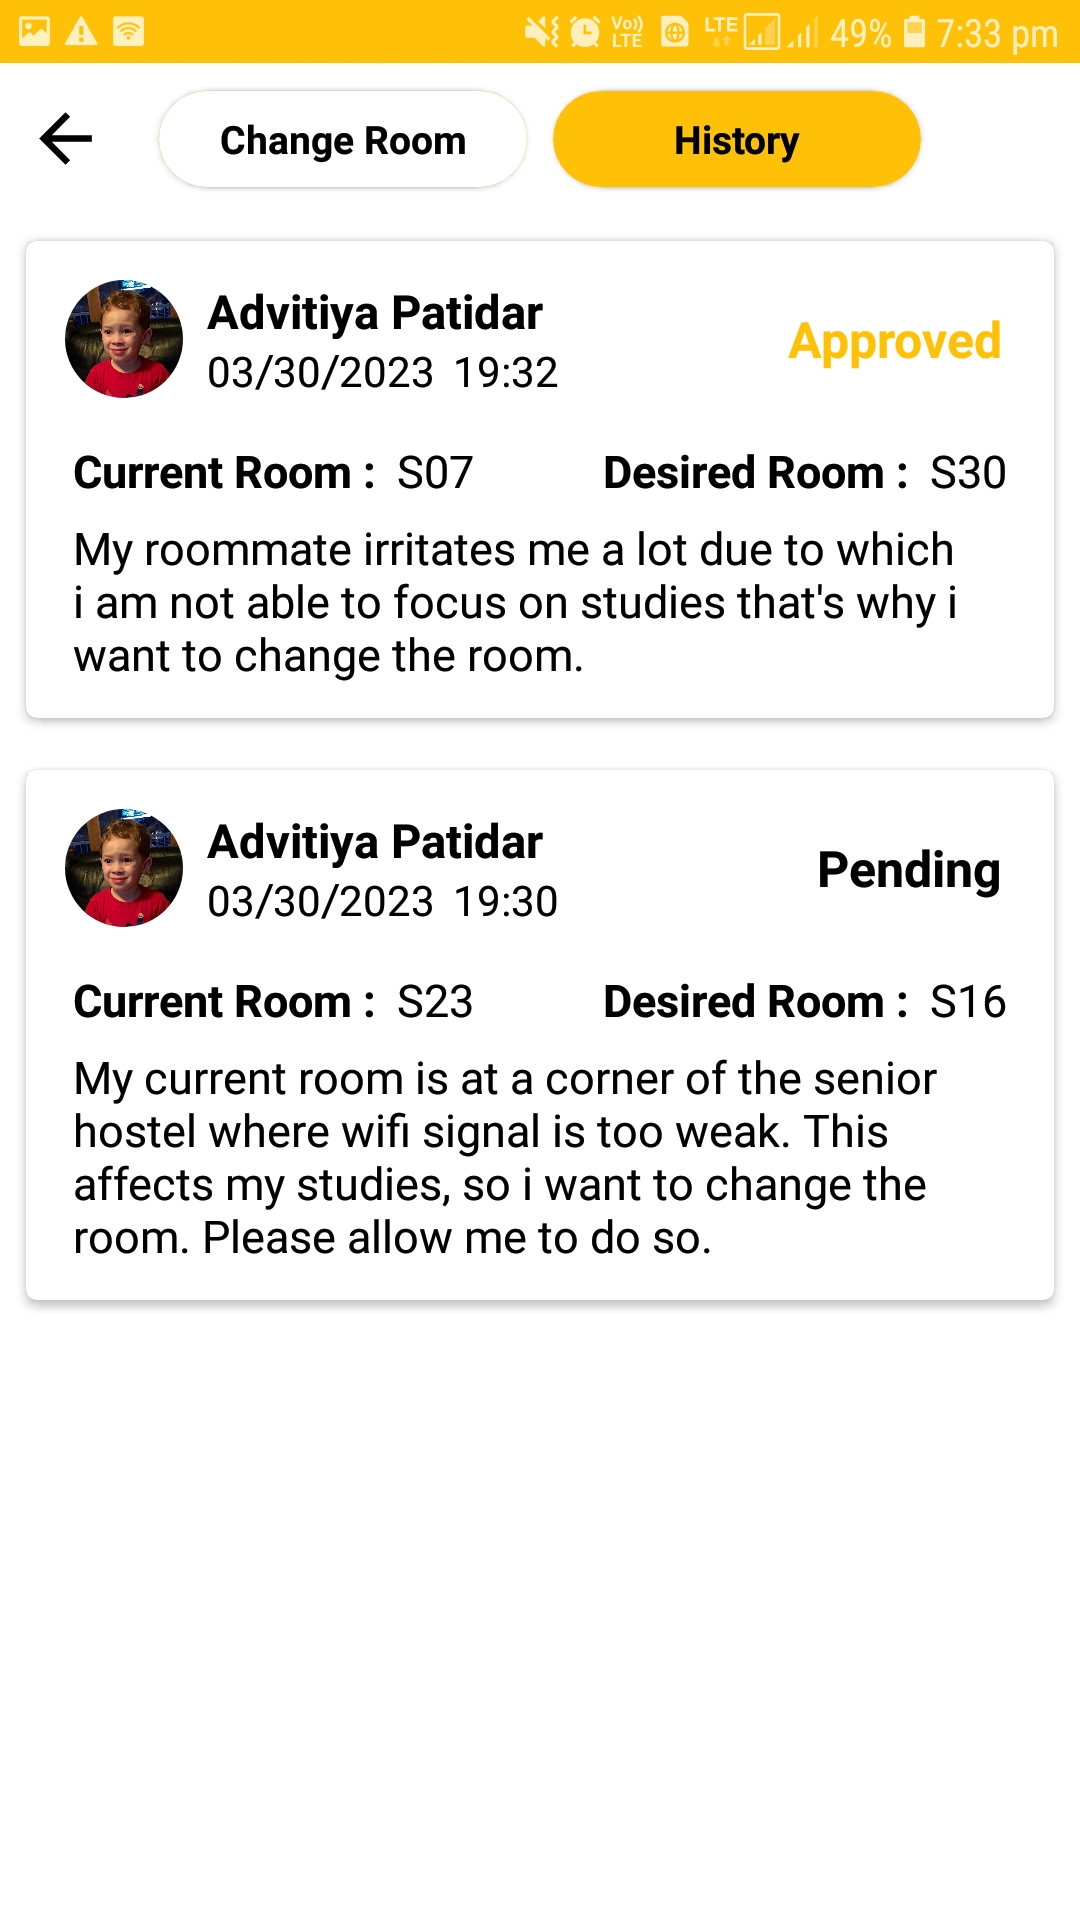 Vo)) LTE LTE 49% 7:33 pm
Change Room History
Advitiya Patidar
03/30/2023 19:32
Approved
Current Room : S07 Desired Room : S30
My roommate irritates me a lot due to which
i am not able to focus on studies that's why i
want to change the room.
Advitiya Patidar
03/30/2023 19:30
Pending
Current Room : S23 Desired Room : S16
My current room is at a corner of the senior
hostel where wifi signal is too weak. This
affects my studies, so i want to change the
room. Please allow me to do so.